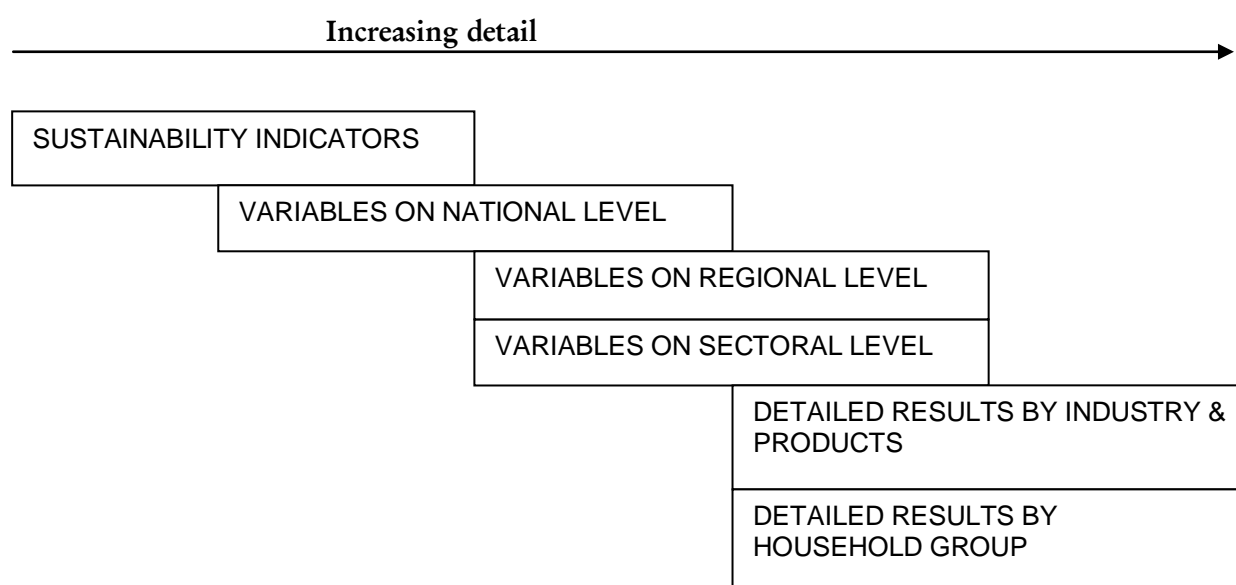 Increasing detail
SUSTAINABILITY INDICATORS
VARIABLES ON NATIONAL LEVEL
VARIABLES ON REGIONAL LEVEL
VARIABLES ON SECTORAL LEVEL
DETAILED RESULTS BY INDUSTRY &
PRODUCTS
DETAILED RESULTS BY
HOUSEHOLD GROUP